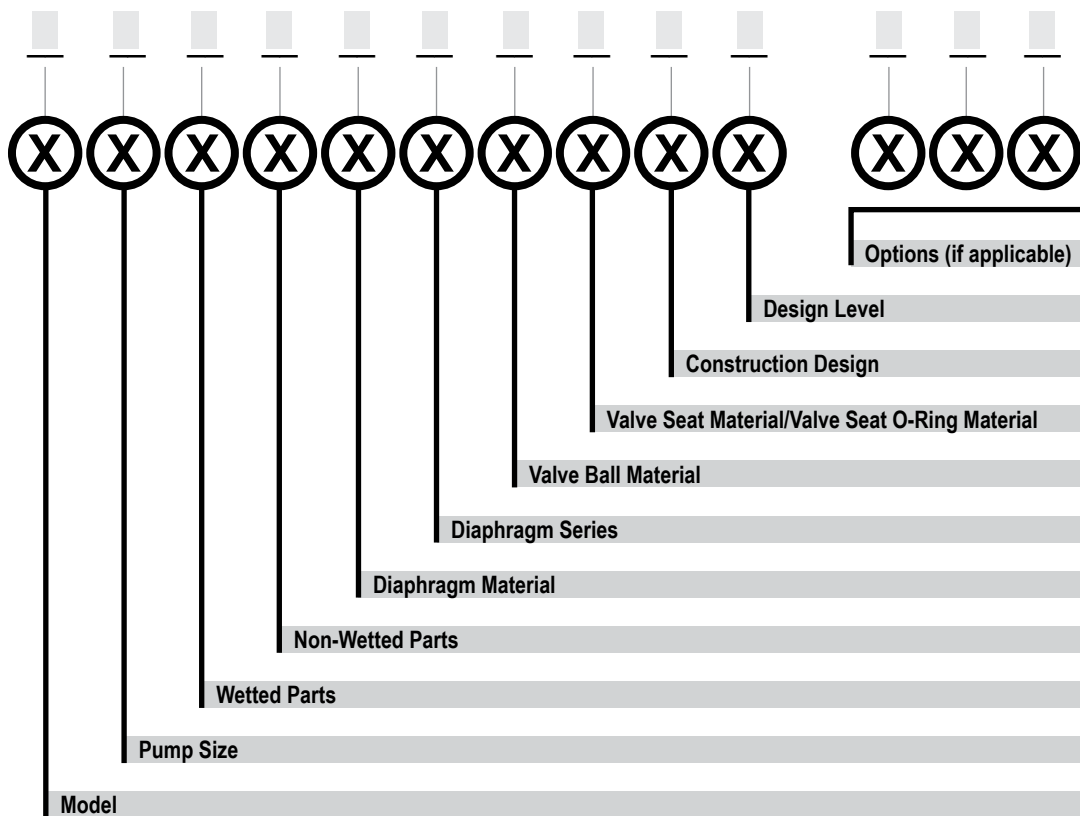 X X X X X X X X X X X X X
Options (if applicable)
Design Level
Construction Design
Valve Seat Material/Valve Seat O-Ring Material
Valve Ball Material
Diaphragm Series
Diaphragm Material
Non-Wetted Parts
Wetted Parts
Pump Size
Model